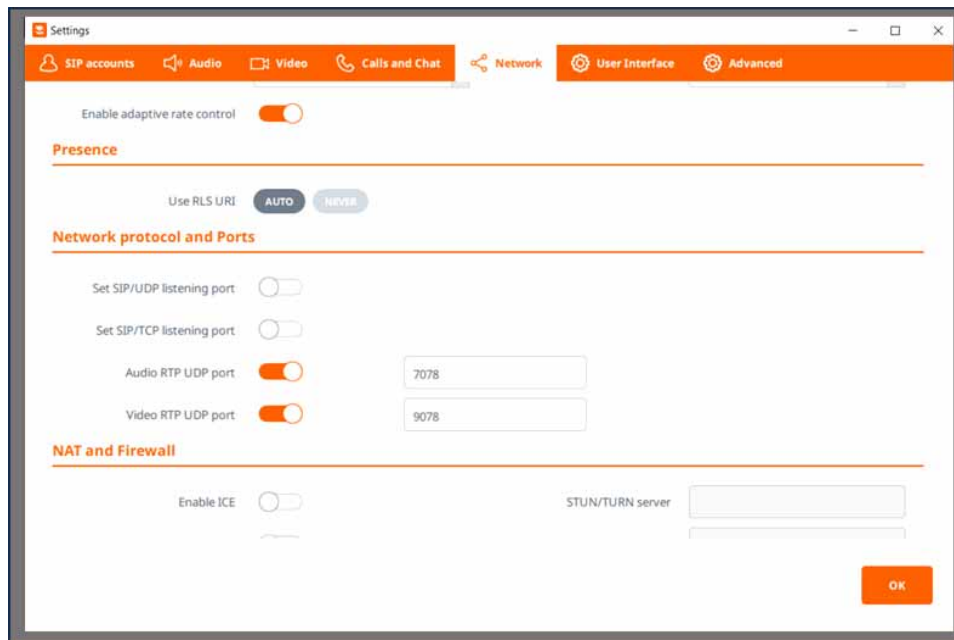 Settings
SIP accounts Audio Video Calls and Chat Network User Interface Advanced
Enable adaptive rate control
Presence
Use RLS URI AUTO NEVER
Network protocol and Ports
Set SIP/UDP listening port
Set SIP/TCP listening port
Audio RTP UDP port 7078
Video RTP UDP port 9078
NAT and Firewall
Enable ICE STUN/TURN server
OK